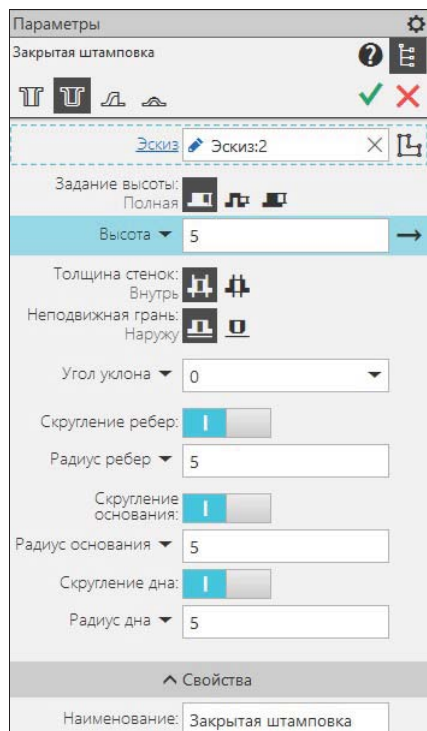 Параметры
Закрытая штамповка
Эскиз Эскиз:2
Задание высоты:
Полная
Высота 5
Толщина стенок:
Внутрь
Неподвижная грань:
Наружу
Угол уклона 0
Скругление ребер:
Радиус ребер 5
Скругление
основания:
Радиус основания 5
Скругление дна:
Радиус дна 5
Свойства
Наименование: Закрытая штамповка